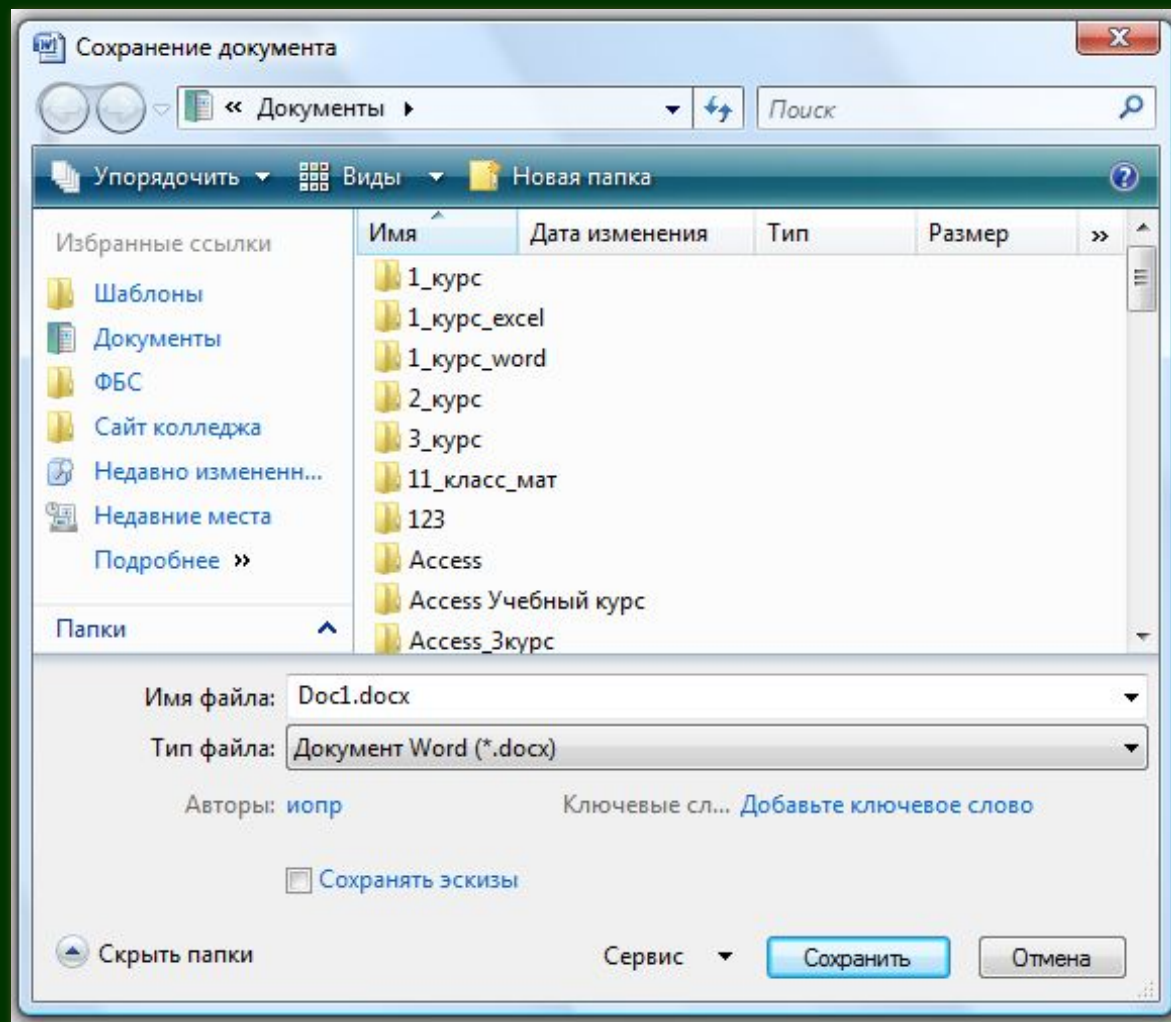 Сохранение документа
« Документы
Поиск
Упорядочить Виды Новая папка
Избранные ссылки
Шаблоны
Документы
ФБС
Сайт колледжа
Недавно измененн...
Недавние места
Подробнее »
Папки
Имя Дата изменения Тип Размер »
1_курс
1_курс_excel
1_курс_word
2_курс
3_курс
11_класс_мат
123
Access
Access Учебный курс
Access_3курс
Имя файла: Doc1.docx
Тип файла: Документ Word (*.docx)
Авторы: иопр Ключевые сл... Добавьте ключевое слово
Сохранять эскизы
Скрыть папки Сервис Сохранить Отмена